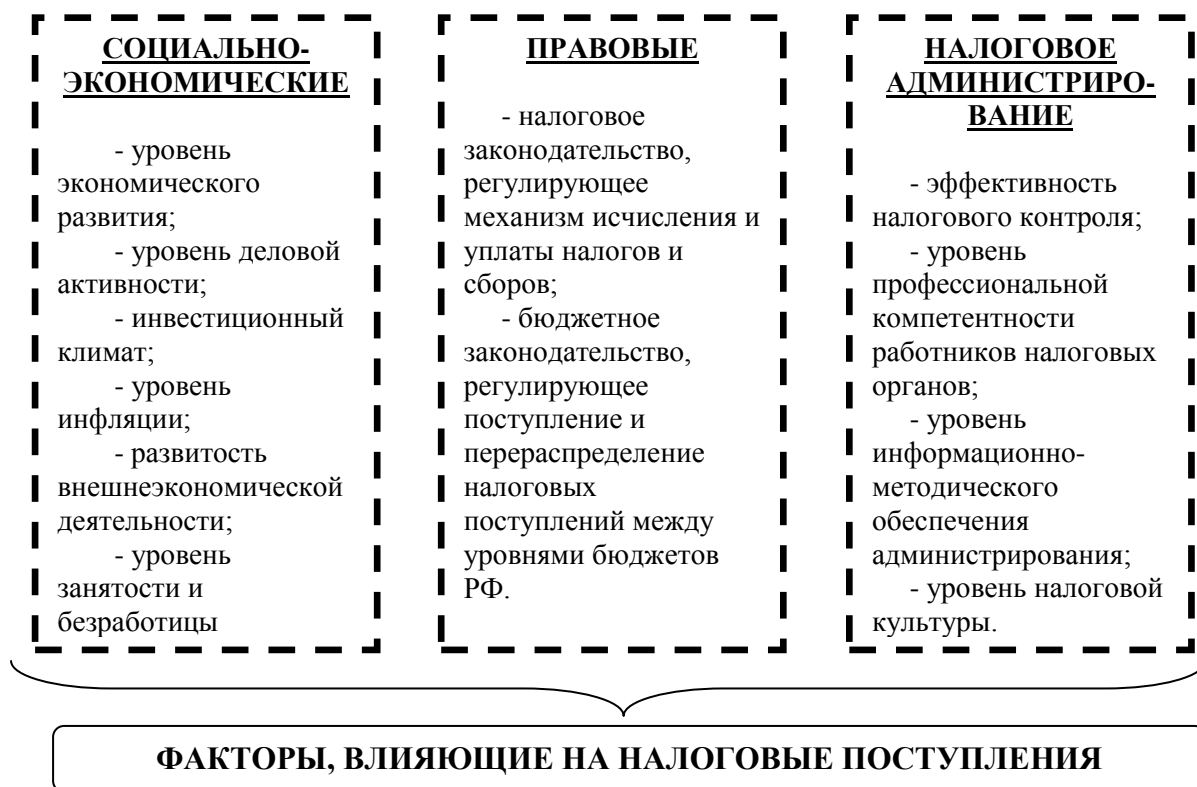 СОЦИАЛЬНО-
ЭКОНОМИЧЕСКИЕ
- уровень
экономического
развития;
- уровень деловой
активности;
- инвестиционный
климат;
- уровень
инфляции;
- развитость
внешнеэкономической
деятельности;
- уровень
занятости и
безработицы
ПРАВОВЫЕ
- налоговое
законодательство,
регулирующее
механизм исчисления и
уплаты налогов и
сборов;
- бюджетное
законодательство,
регулирующее
поступление и
перераспределение
налоговых
поступлений между
уровнями бюджетов
РФ.
НАЛОГОВОЕ
АДМИНИСТРИРО-
ВАНИЕ
- эффективность
налогового контроля;
- уровень
профессиональной
компетентности
работников налоговых
органов;
- уровень
информационно-
методического
обеспечения
администрирования;
- уровень налоговой
культуры.
ФАКТОРЫ, ВЛИЯЮЩИЕ НА НАЛОГОВЫЕ ПОСТУПЛЕНИЯ